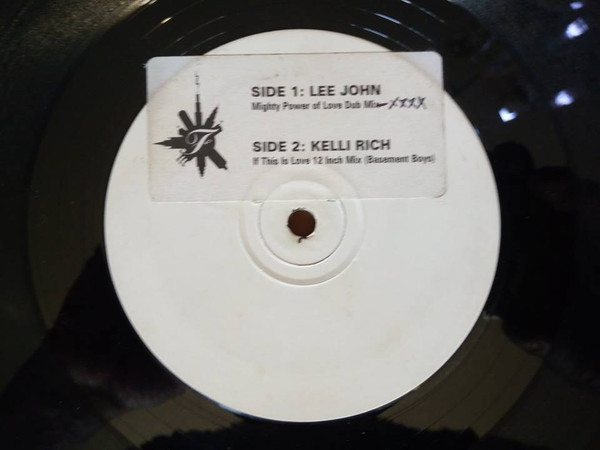 SIDE 1: LEE JOHN
Mighty Power of Love Dub Mix xxxx
SIDE 2: KELLI RICH
If This Is Love 12 Inch Mix (Basement Boys)
F